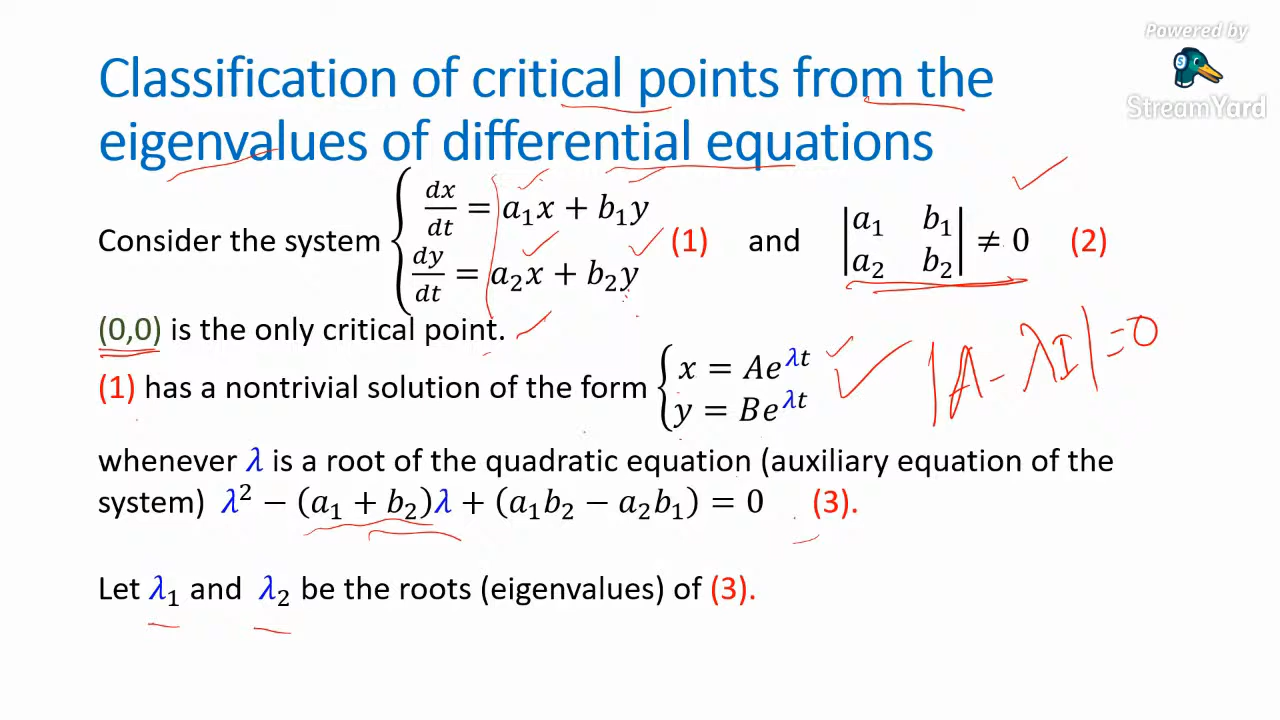 Powered by
StreamYard
Classification of critical points from the
eigenvalues of differential equations
Consider the system { dx/dt = a₁x + b₁y
dy/dt = a₂x + b₂y (1) and |a₁ b₁
a₂ b₂| ≠ 0 (2)
(0,0) is the only critical point.
(1) has a nontrivial solution of the form { x = Ae^{λt}
y = Be^{λt}
|A - λI| = 0
whenever λ is a root of the quadratic equation (auxiliary equation of the
system) λ² − (a₁ + b₂)λ + (a₁b₂ − a₂b₁) = 0 (3).
Let λ₁ and λ₂ be the roots (eigenvalues) of (3).